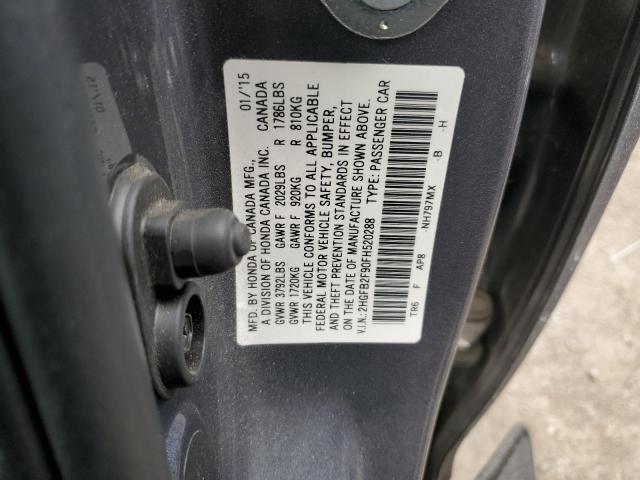 MFD. BY HONDA OF CANADA MFG., 01/'15
A DIVISION OF HONDA CANADA INC. CANADA
GVWR 3792LBS GAWR F 2029LBS R 1786LBS
GVWR 1720KG GAWR F 920KG R 810KG
THIS VEHICLE CONFORMS TO ALL APPLICABLE
FEDERAL MOTOR VEHICLE SAFETY, BUMPER,
AND THEFT PREVENTION STANDARDS IN EFFECT
ON THE DATE OF MANUFACTURE SHOWN ABOVE.
V.I.N.: 2HGFB2F90FH520288 TYPE: PASSENGER CAR
TR6 F AP8 -NH797MX -B -H
01/'15